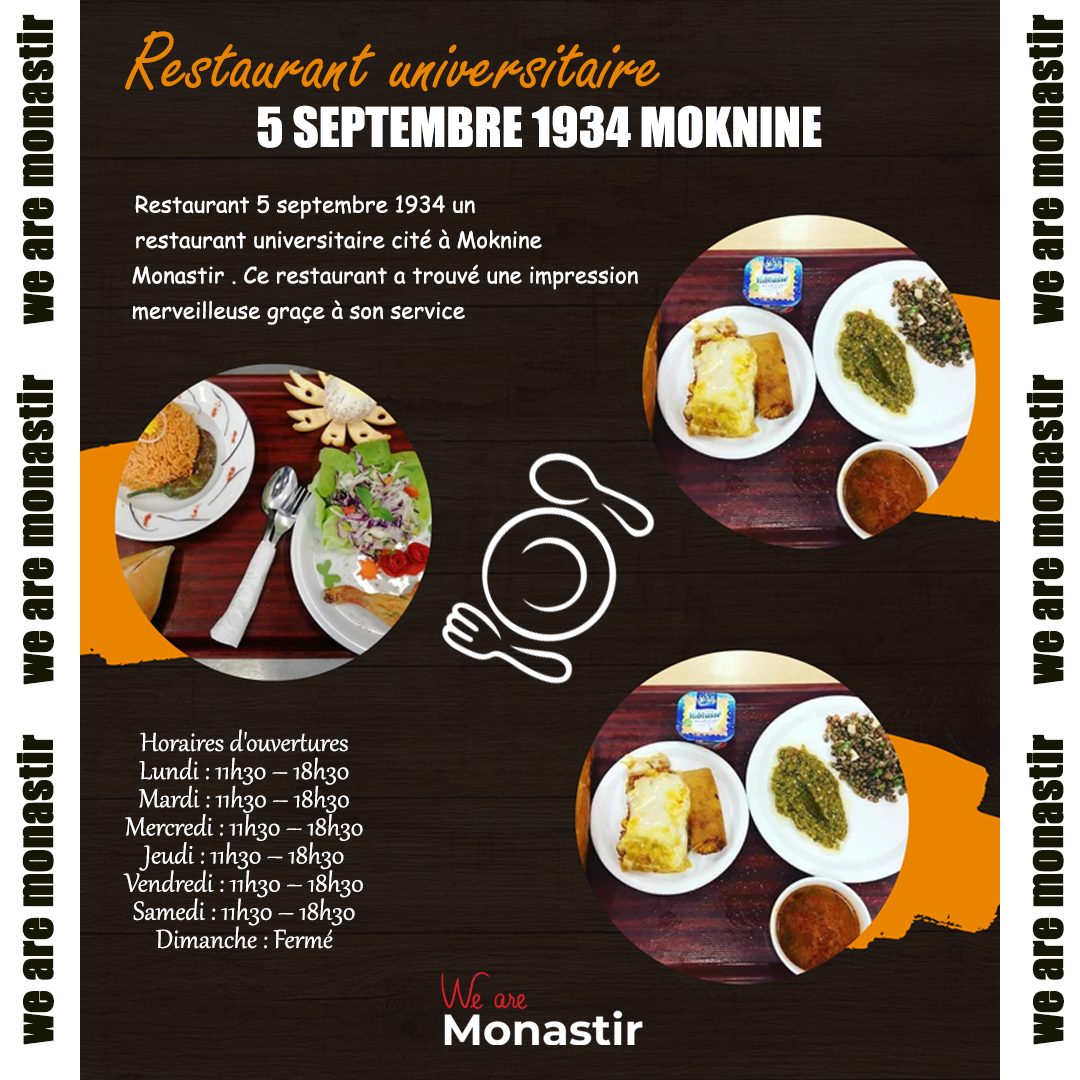 we are monastir
we are monastir
we are monastir
Restaurant universitaire
5 SEPTEMBRE 1934 MOKNINE
Restaurant 5 septembre 1934 un
restaurant universitaire cité à Moknine
Monastir . Ce restaurant a trouvé une impression
merveilleuse graçe à son service
Horaires d'ouvertures
Lundi : 11h30 – 18h30
Mardi : 11h30 – 18h30
Mercredi : 11h30 – 18h30
Jeudi : 11h30 – 18h30
Vendredi : 11h30 – 18h30
Samedi : 11h30 – 18h30
Dimanche : Fermé
We are
Monastir
we are monastir
we are monastir
we are monastir